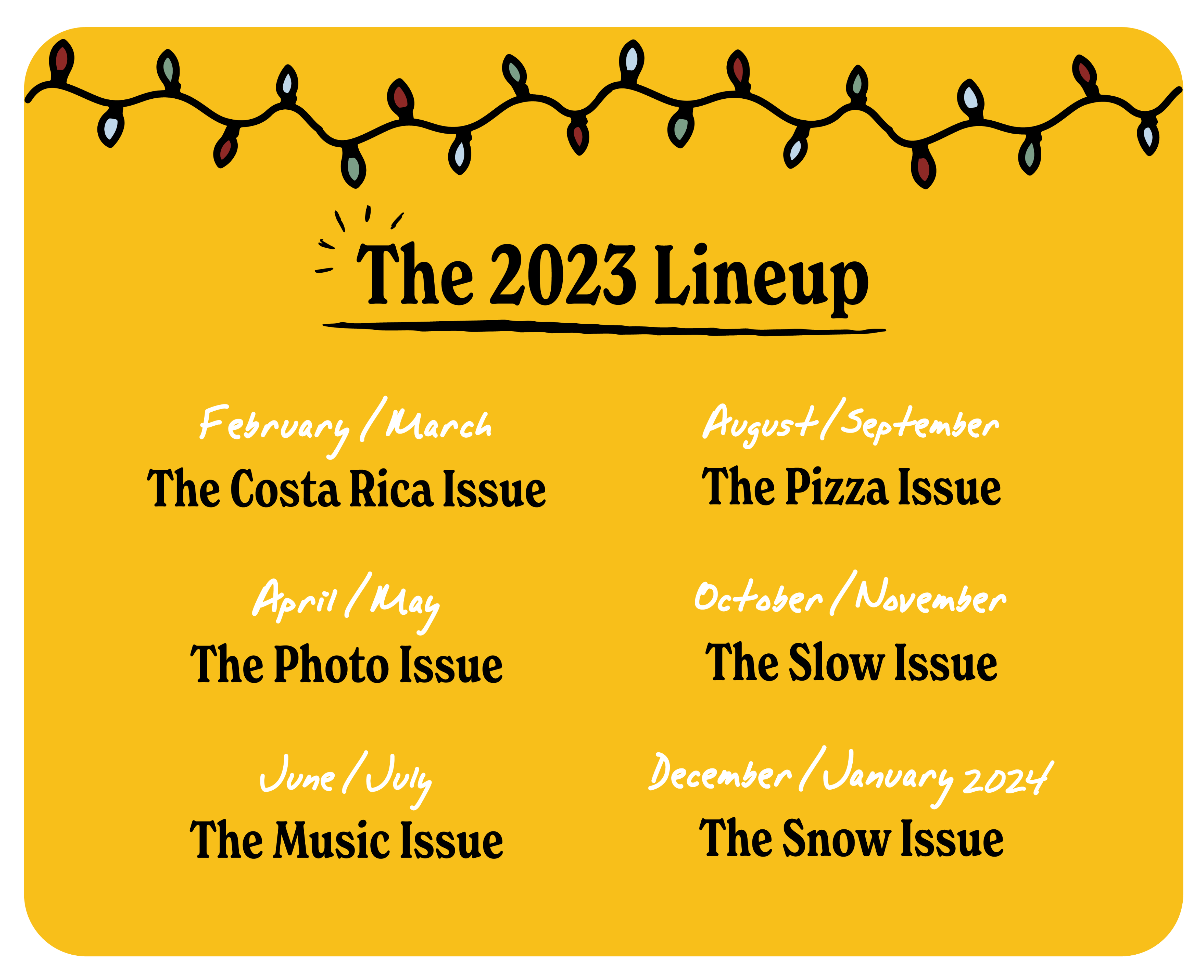 The 2023 Lineup
February/March
The Costa Rica Issue
April/May
The Photo Issue
June/July
The Music Issue
August/September
The Pizza Issue
October/November
The Slow Issue
December/January 2024
The Snow Issue